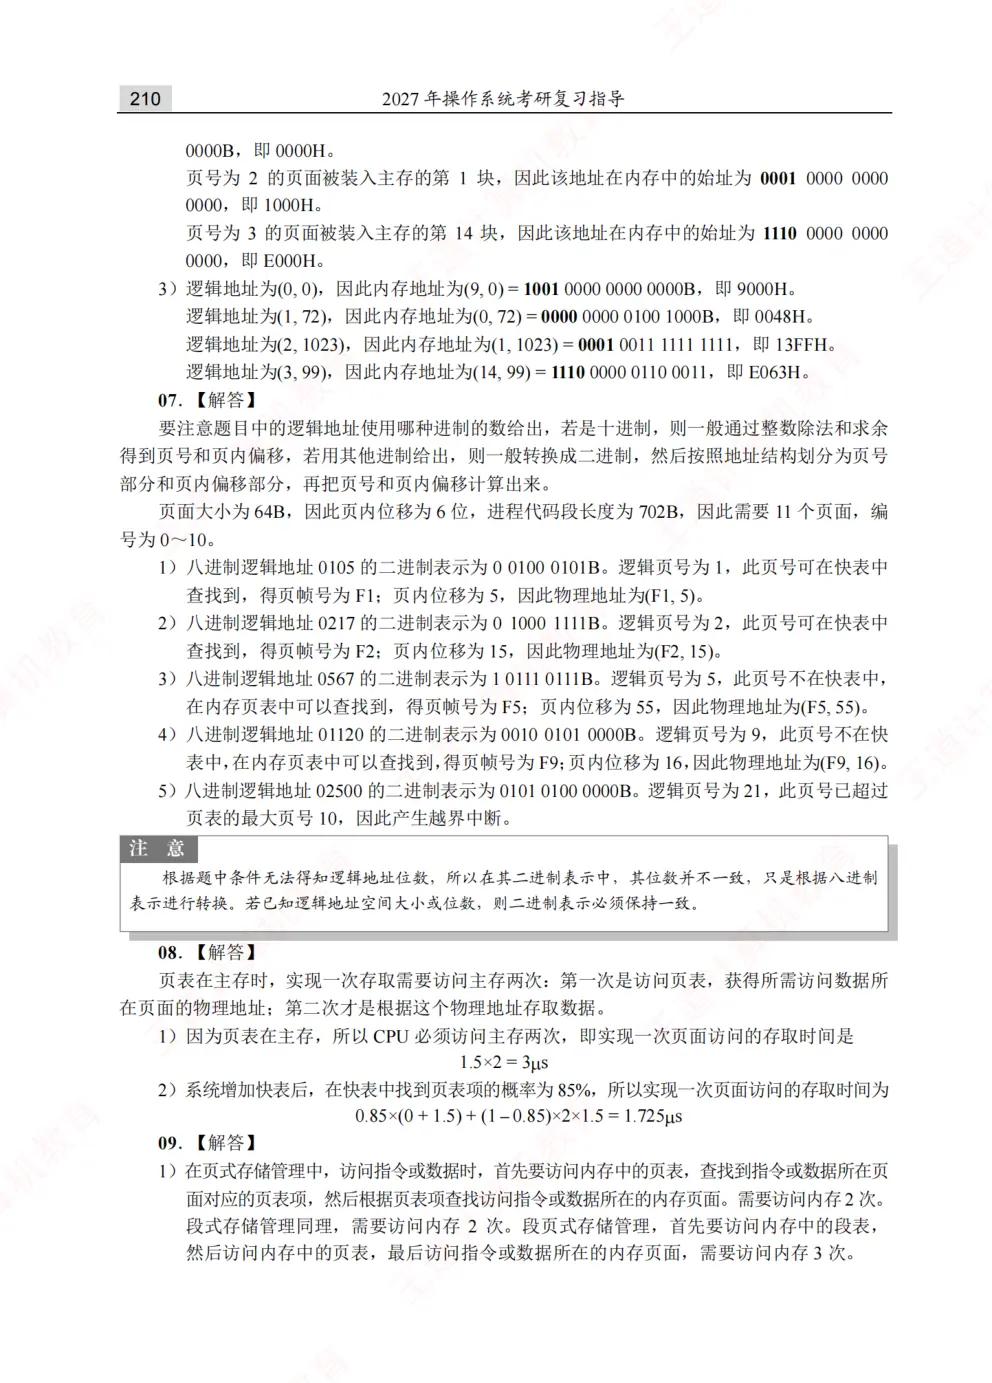 210
2027 年操作系统考研复习指导
0000B，即 0000H。
页号为 2 的页面被装入主存的第 1 块，因此该地址在内存中的始址为 0001 0000 0000
0000，即 1000H。
页号为 3 的页面被装入主存的第 14 块，因此该地址在内存中的始址为 1110 0000 0000
0000，即 E000H。
3）逻辑地址为(0, 0)，因此内存地址为(9, 0) = 1001 0000 0000 0000B，即 9000H。
逻辑地址为(1, 72)，因此内存地址为(0, 72) = 0000 0000 0100 1000B，即 0048H。
逻辑地址为(2, 1023)，因此内存地址为(1, 1023) = 0001 0011 1111 1111，即 13FFH。
逻辑地址为(3, 99)，因此内存地址为(14, 99) = 1110 0000 0110 0011，即 E063H。
07．【解答】
要注意题目中的逻辑地址使用哪种进制的数给出，若是十进制，则一般通过整数除法和求余
得到页号和页内偏移，若用其他进制给出，则一般转换成二进制，然后按照地址结构划分为页号
部分和页内偏移部分，再把页号和页内偏移计算出来。
页面大小为 64B，因此页内位移为 6 位，进程代码段长度为 702B，因此需要 11 个页面，编
号为 0～10。
1）八进制逻辑地址 0105 的二进制表示为 0 0100 0101B。逻辑页号为 1，此页号可在快表中
查找到，得页帧号为 F1；页内位移为 5，因此物理地址为(F1, 5)。
2）八进制逻辑地址 0217 的二进制表示为 0 1000 1111B。逻辑页号为 2，此页号可在快表中
查找到，得页帧号为 F2；页内位移为 15，因此物理地址为(F2, 15)。
3）八进制逻辑地址 0567 的二进制表示为 1 0111 0111B。逻辑页号为 5，此页号不在快表中，
在内存页表中可以查找到，得页帧号为 F5；页内位移为 55，因此物理地址为(F5, 55)。
4）八进制逻辑地址 01120 的二进制表示为 0010 0101 0000B。逻辑页号为 9，此页号不在快
表中，在内存页表中可以查找到，得页帧号为 F9；页内位移为 16，因此物理地址为(F9, 16)。
5）八进制逻辑地址 02500 的二进制表示为 0101 0100 0000B。逻辑页号为 21，此页号已超过
页表的最大页号 10，因此产生越界中断。
注 意
根据题中条件无法得知逻辑地址位数，所以在其二进制表示中，其位数并不一致，只是根据八进制
表示进行转换。若已知逻辑地址空间大小或位数，则二进制表示必须保持一致。
08．【解答】
页表在主存时，实现一次存取需要访问主存两次：第一次是访问页表，获得所需访问数据所
在页面的物理地址；第二次才是根据这个物理地址存取数据。
1）因为页表在主存，所以 CPU 必须访问主存两次，即实现一次页面访问的存取时间是
1.5×2 = 3μs
2）系统增加快表后，在快表中找到页表项的概率为 85%，所以实现一次页面访问的存取时间为
0.85×(0 + 1.5) + (1 – 0.85)×2×1.5 = 1.725μs
09．【解答】
1）在页式存储管理中，访问指令或数据时，首先要访问内存中的页表，查找到指令或数据所在页
面对应的页表项，然后根据页表项查找访问指令或数据所在的内存页面。需要访问内存 2 次。
段式存储管理同理，需要访问内存 2 次。段页式存储管理，首先要访问内存中的段表，
然后访问内存中的页表，最后访问指令或数据所在的内存页面，需要访问内存 3 次。